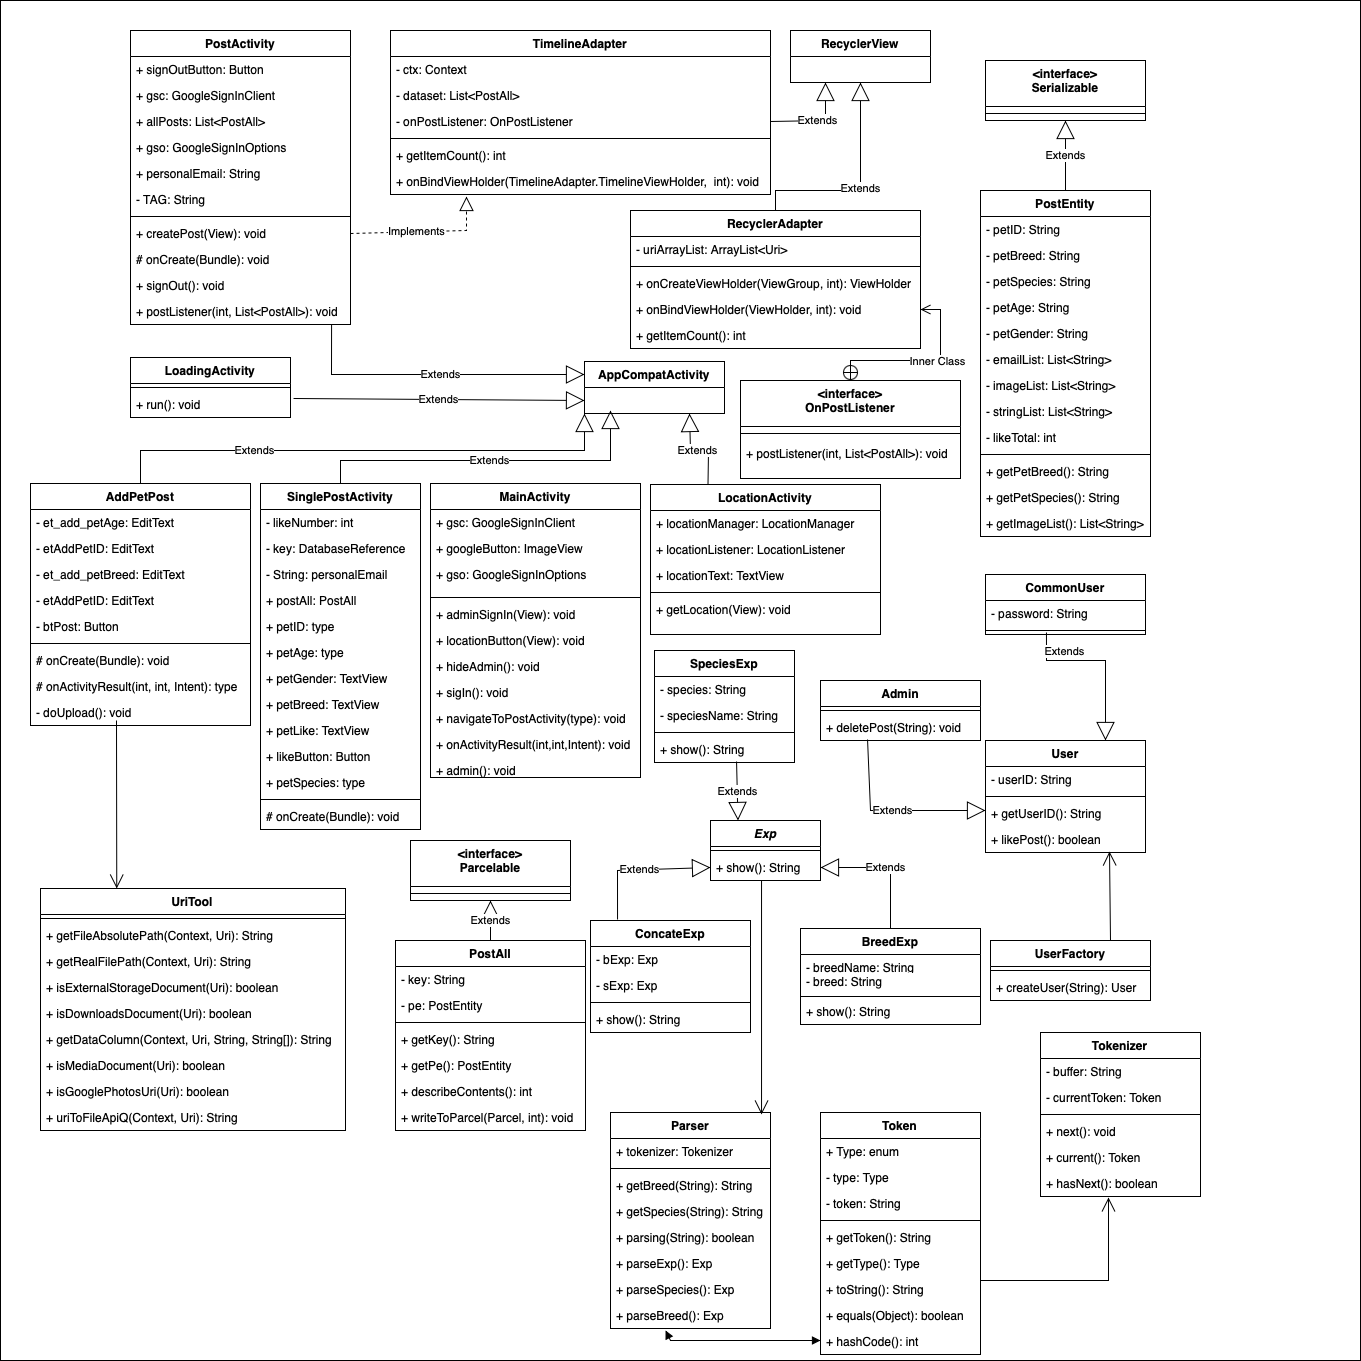 PostActivity
+ signOutButton: Button
+ gsc: GoogleSignInClient
+ allPosts: List<PostAll>
+ gso: GoogleSignInOptions
+ personalEmail: String
- TAG: String
+ createPost(View): void
# onCreate(Bundle): void
+ signOut(): void
+ postListener(int, List<PostAll>): void
TimelineAdapter
- ctx: Context
- dataset: List<PostAll>
- onPostListener: OnPostListener
+ getItemCount(): int
+ onBindViewHolder(TimelineAdapter.TimelineViewHolder, int): void
RecyclerView
Extends
Extends
Implements
<interface>
Serializable
Extends
RecyclerAdapter
- uriArrayList: ArrayList<Uri>
+ onCreateViewHolder(ViewGroup, int): ViewHolder
+ onBindViewHolder(ViewHolder, int): void
+ getItemCount(): int
Inner Class
PostEntity
- petID: String
- petBreed: String
- petSpecies: String
- petAge: String
- petGender: String
- emailList: List<String>
- imageList: List<String>
- stringList: List<String>
- likeTotal: int
+ getPetBreed(): String
+ getPetSpecies(): String
+ getImageList(): List<String>
LoadingActivity
+ run(): void
Extends
Extends
AppCompatActivity
<interface>
OnPostListener
+ postListener(int, List<PostAll>): void
Extends
Extends
Extends
AddPetPost
- et_add_petAge: EditText
- etAddPetID: EditText
- et_add_petBreed: EditText
- etAddPetID: EditText
- btPost: Button
# onCreate(Bundle): void
# onActivityResult(int, int, Intent): type
- doUpload(): void
SinglePostActivity
- likeNumber: int
- key: DatabaseReference
- String: personalEmail
+ postAll: PostAll
+ petID: type
+ petAge: type
+ petGender: TextView
+ petBreed: TextView
+ petLike: TextView
+ likeButton: Button
+ petSpecies: type
# onCreate(Bundle): void
MainActivity
+ gsc: GoogleSignInClient
+ googleButton: ImageView
+ gso: GoogleSignInOptions
+ adminSignIn(View): void
+ locationButton(View): void
+ hideAdmin(): void
+ sigIn(): void
+ navigateToPostActivity(type): void
+ onActivityResult(int,int,Intent): void
+ admin(): void
LocationActivity
+ locationManager: LocationManager
+ locationListener: LocationListener
+ locationText: TextView
+ getLocation(View): void
CommonUser
- password: String
Extends
SpeciesExp
- species: String
- speciesName: String
+ show(): String
Extends
Admin
+ deletePost(String): void
Extends
User
- userID: String
+ getUserID(): String
+ likePost(): boolean
Exp
+ show(): String
Extends
Extends
<interface>
Parcelable
Extends
UriTool
+ getFileAbsolutePath(Context, Uri): String
+ getRealFilePath(Context, Uri): String
+ isExternalStorageDocument(Uri): boolean
+ isDownloadsDocument(Uri): boolean
+ getDataColumn(Context, Uri, String, String[]): String
+ isMediaDocument(Uri): boolean
+ isGooglePhotosUri(Uri): boolean
+ uriToFileApiQ(Context, Uri): String
PostAll
- key: String
- pe: PostEntity
+ getKey(): String
+ getPe(): PostEntity
+ describeContents(): int
+ writeToParcel(Parcel, int): void
ConcateExp
- bExp: Exp
- sExp: Exp
+ show(): String
BreedExp
- breedName: String
- breed: String
+ show(): String
UserFactory
+ createUser(String): User
Tokenizer
- buffer: String
- currentToken: Token
+ next(): void
+ current(): Token
+ hasNext(): boolean
Parser
+ tokenizer: Tokenizer
+ getBreed(String): String
+ getSpecies(String): String
+ parsing(String): boolean
+ parseExp(): Exp
+ parseSpecies(): Exp
+ parseBreed(): Exp
Token
+ Type: enum
- type: Type
- token: String
+ getToken(): String
+ getType(): Type
+ toString(): String
+ equals(Object): boolean
+ hashCode(): int